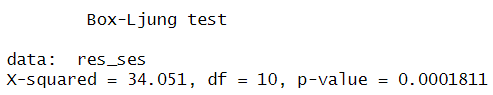 Box-Ljung test
data:  res_ses
X-squared = 34.051, df = 10, p-value = 0.0001811